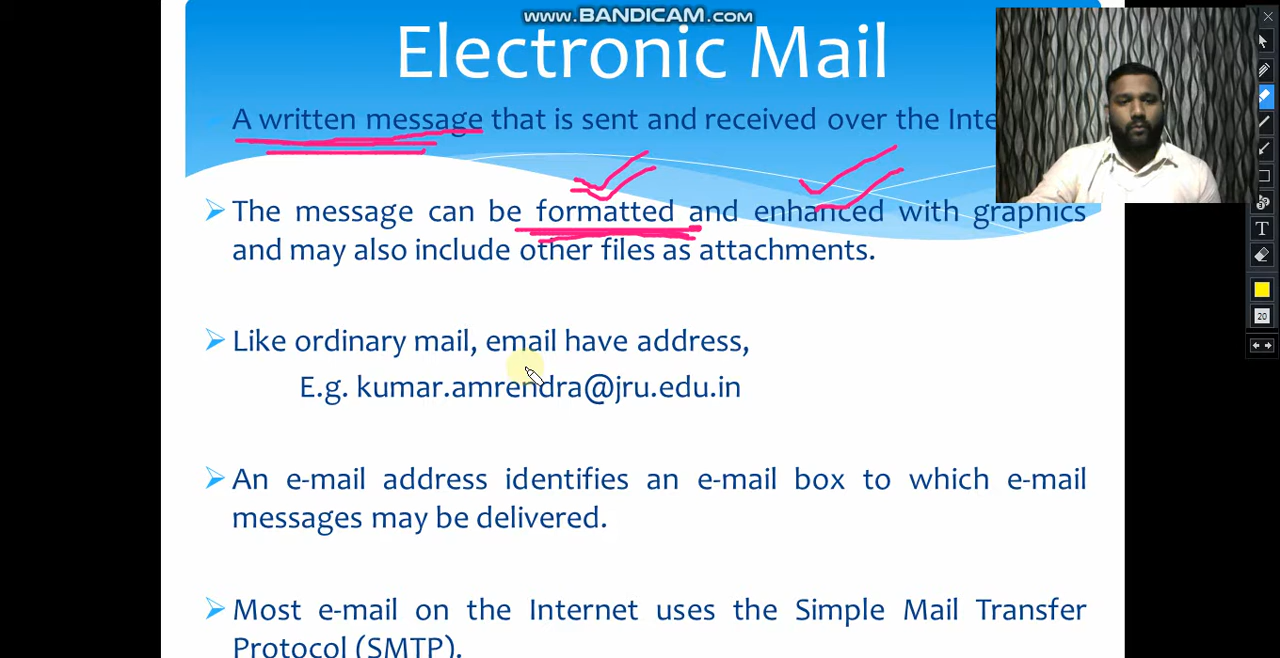 www.BANDICAM.com
Electronic Mail
A written message that is sent and received over the
The message can be formatted and enhanced with graphics
and may also include other files as attachments.
Like ordinary mail, email have address,
E.g. kumar.amrendra@jru.edu.in
An e-mail address identifies an e-mail box to which e-mail
messages may be delivered.
Most e-mail on the Internet uses the Simple Mail Transfer
Protocol (SMTP).
T
20